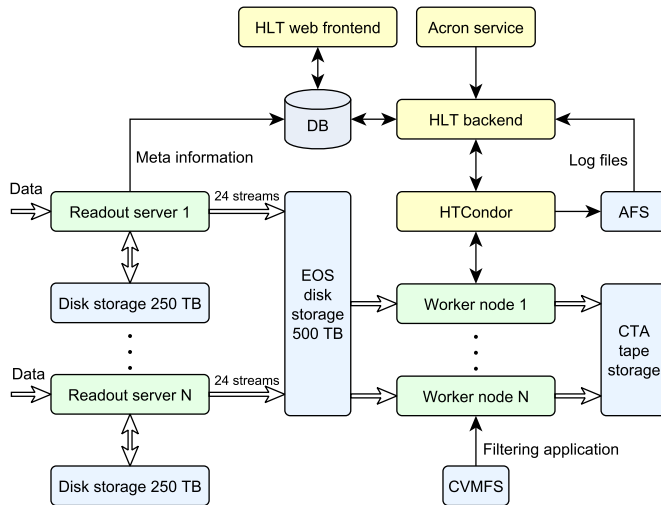 HLT web frontend
Acron service
DB
HLT backend
Meta information
Log files
Data
Readout server 1
24 streams
HTCondor
AFS
Disk storage 250 TB
EOS
disk
storage
500 TB
Worker node 1
CTA
tape
storage
Data
Readout server N
24 streams
Worker node N
Filtering application
Disk storage 250 TB
CVMFS